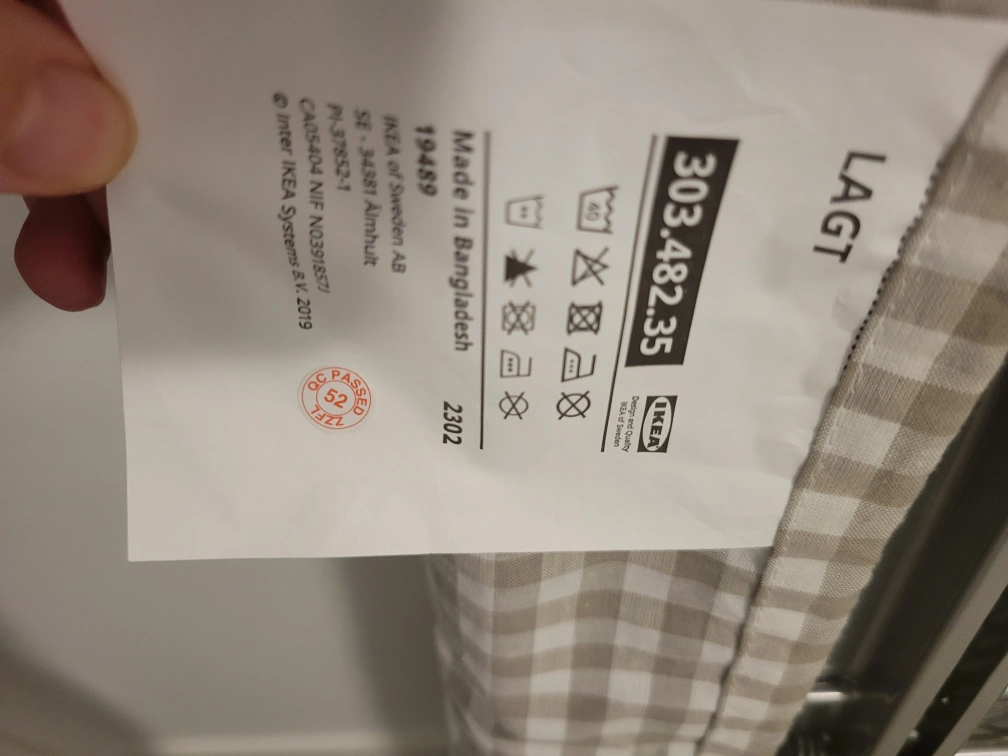 LAGT
303.482.35
IKEA
Design and Quality
IKEA of Sweden
40
Made in Bangladesh 2302
19489
IKEA of Sweden AB
SE - 34381 Älmhult
PI-37852-1
CA05404 NIF N0391857J
© Inter IKEA Systems B.V. 2019
QC PASSED
52
ZZFL